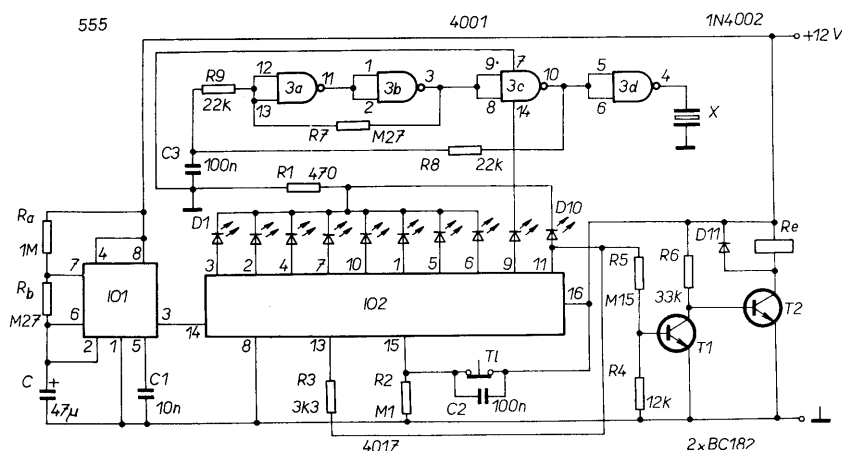 555 4001 1N4002
+12 V
R9 12 11 1 3 9 7 10 5 4
3a 3b 3c 3d
22k 13 2 8 14 6 X
R7 M27
C3 100n R8 22k
R1 470
Ra 1M
D1 D10
D11 Re
4 8
3 2 4 7 10 1 5 6 9 11
R5 R6
7 16
Rb IO1 IO2 M15 33k T2
M27 6 3 14 T1
2 1 5 8 13 15
Tl
C + C1 R3 R2 R4
47µ 10n 3k3 M1 C2 100n 12k
4017 2xBC182